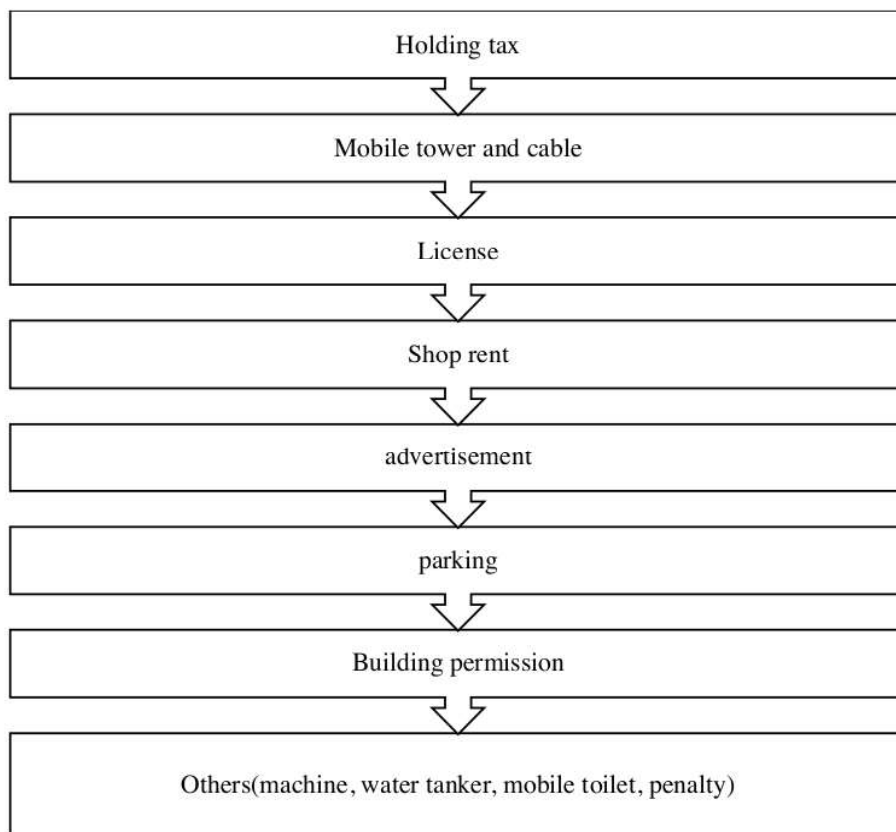 Holding tax
Mobile tower and cable
License
Shop rent
advertisement
parking
Building permission
Others(machine, water tanker, mobile toilet, penalty)